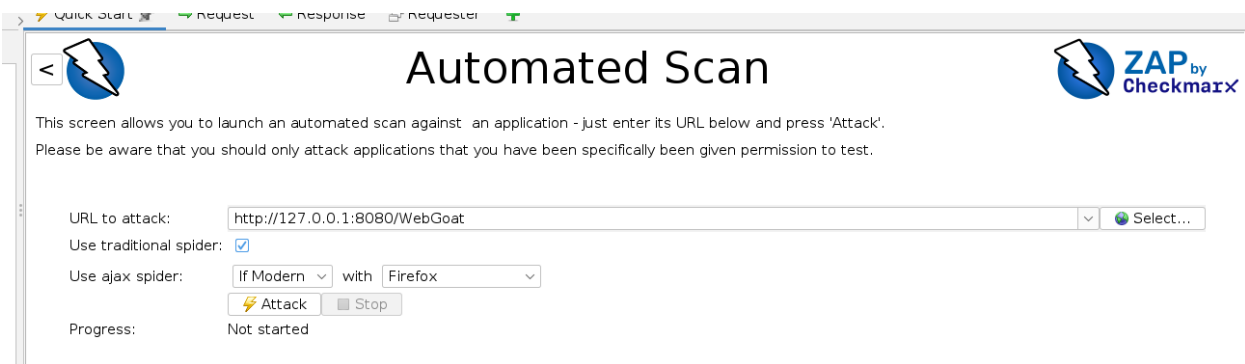 > Quick Start Request Response Requester
< Automated Scan ZAP by Checkmarx
This screen allows you to launch an automated scan against  an application - just enter its URL below and press 'Attack'.
Please be aware that you should only attack applications that you have been specifically been given permission to test.
URL to attack: http://127.0.0.1:8080/WebGoat Select...
Use traditional spider:
Use ajax spider: If Modern with Firefox
Attack Stop
Progress: Not started